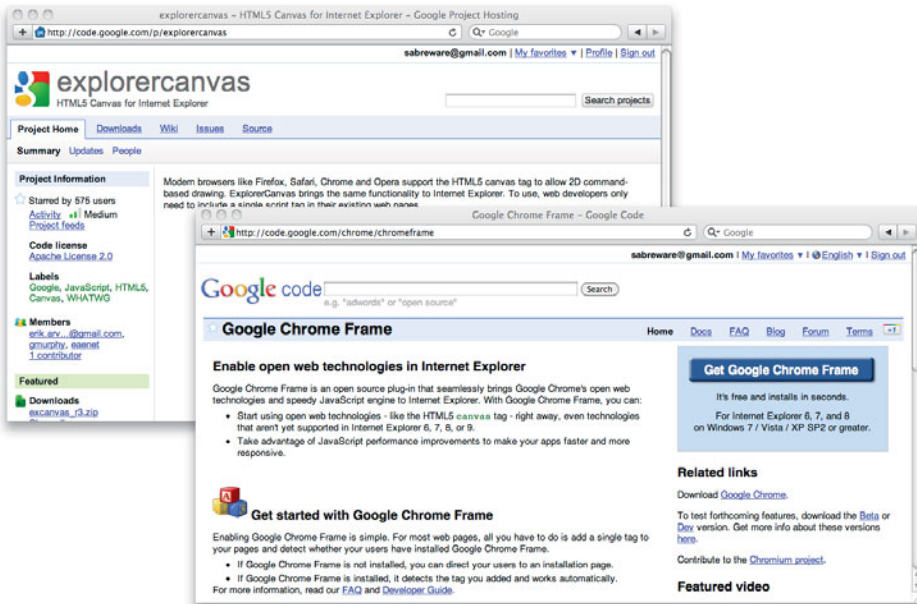 explorercanvas – HTML5 Canvas for Internet Explorer – Google Project Hosting
http://code.google.com/p/explorercanvas
Google
sabreware@gmail.com | My favorites ▼ | Profile | Sign out
explorercanvas
HTML5 Canvas for Internet Explorer
Search projects
Project Home Downloads Wiki Issues Source
Summary Updates People
Project Information
Starred by 575 users
Activity Medium
Project feeds
Code license
Apache License 2.0
Labels
Google, JavaScript, HTML5,
Canvas, WHATWG
Members
erik.arv...@gmail.com,
gmurphy, eaenet
1 contributor
Featured
Downloads
excanvas_r3.zip
Modern browsers like Firefox, Safari, Chrome and Opera support the HTML5 canvas tag to allow 2D command-
based drawing. ExplorerCanvas brings the same functionality to Internet Explorer. To use, web developers only
need to include a single script tag in their existing web pages.
Google Chrome Frame – Google Code
http://code.google.com/chrome/chromeframe
Google
sabreware@gmail.com | My favorites ▼ | English ▼ | Sign out
Google code
Search
e.g. "adwords" or "open source"
Google Chrome Frame
Home Docs FAQ Blog Forum Terms
Enable open web technologies in Internet Explorer
Google Chrome Frame is an open source plug-in that seamlessly brings Google Chrome's open web
technologies and speedy JavaScript engine to Internet Explorer. With Google Chrome Frame, you can:
• Start using open web technologies - like the HTML5 canvas tag - right away, even technologies
that aren't yet supported in Internet Explorer 6, 7, 8, or 9.
• Take advantage of JavaScript performance improvements to make your apps faster and more
responsive.
Get started with Google Chrome Frame
Enabling Google Chrome Frame is simple. For most web pages, all you have to do is add a single tag to
your pages and detect whether your users have installed Google Chrome Frame.
• If Google Chrome Frame is not installed, you can direct your users to an installation page.
• If Google Chrome Frame is installed, it detects the tag you added and works automatically.
For more information, read our FAQ and Developer Guide.
Get Google Chrome Frame
It's free and installs in seconds.
For Internet Explorer 6, 7, and 8
on Windows 7 / Vista / XP SP2 or greater.
Related links
Download Google Chrome.
To test forthcoming features, download the Beta or
Dev version. Get more info about these versions
here.
Contribute to the Chromium project.
Featured video